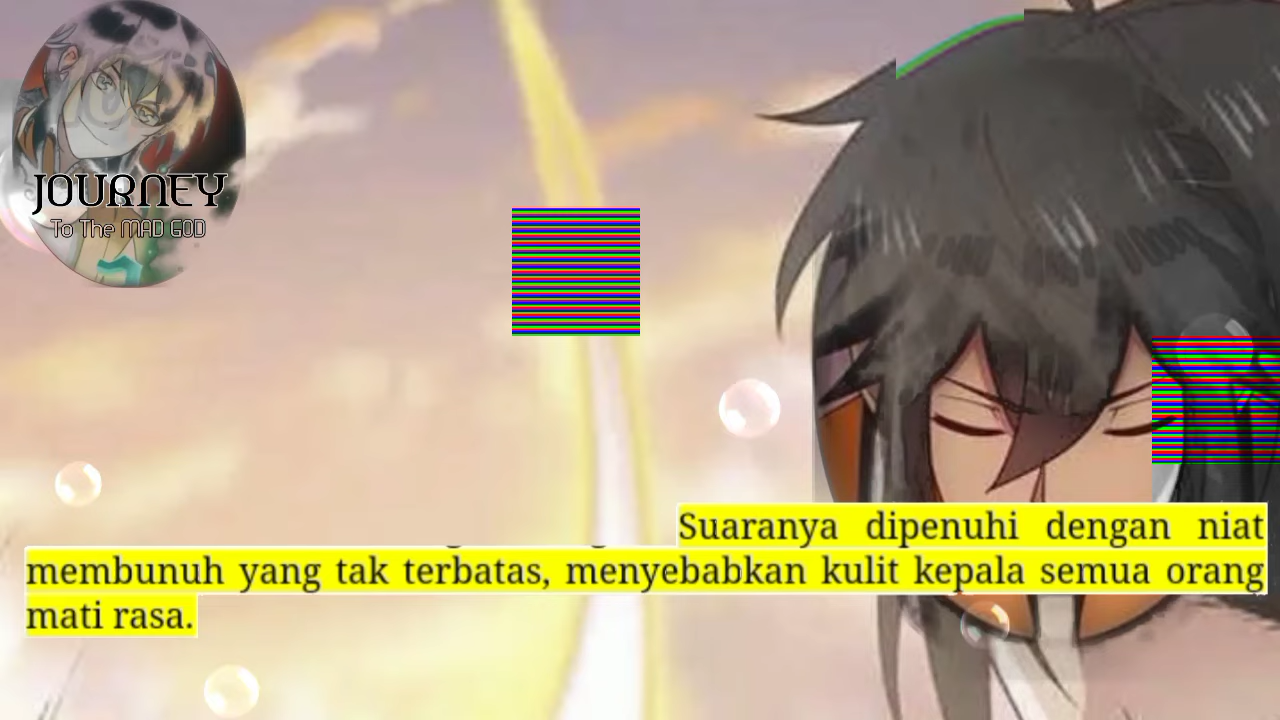 JOURNEY
To The MAD GOD
Suaranya dipenuhi dengan niat
membunuh yang tak terbatas, menyebabkan kulit kepala semua orang
mati rasa.